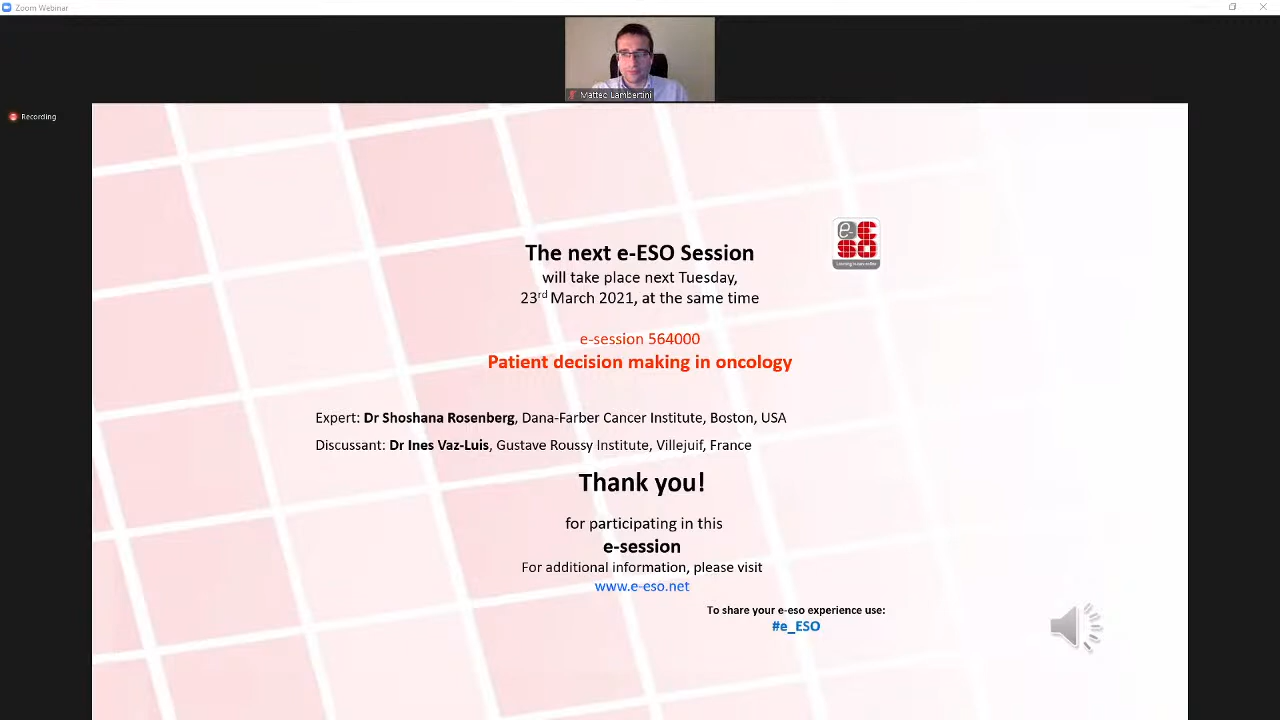 Zoom Webinar
Matteo Lambertini
Recording
e-ESO
The next e-ESO Session
will take place next Tuesday,
23rd March 2021, at the same time
e-session 564000
Patient decision making in oncology
Expert: Dr Shoshana Rosenberg, Dana-Farber Cancer Institute, Boston, USA
Discussant: Dr Ines Vaz-Luis, Gustave Roussy Institute, Villejuif, France
Thank you!
for participating in this
e-session
For additional information, please visit
www.e-eso.net
To share your e-eso experience use:
#e_ESO